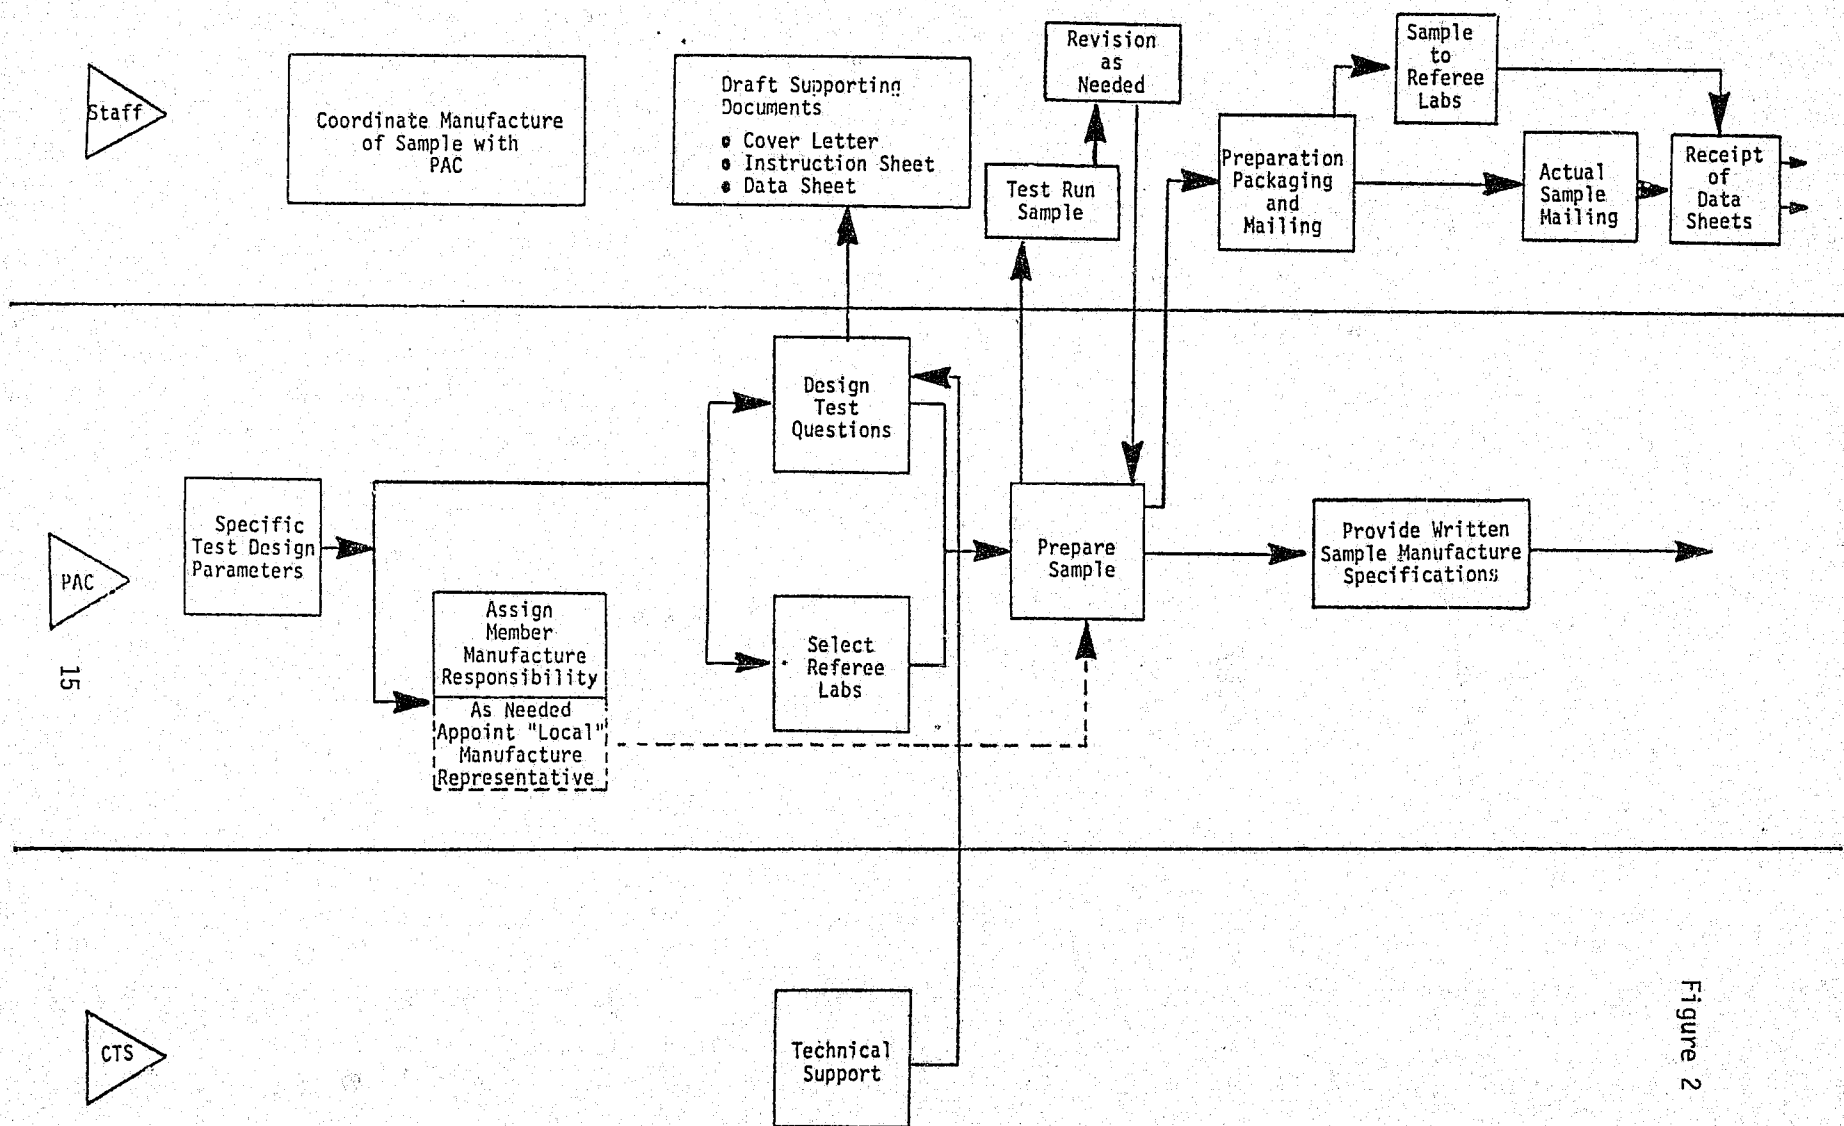 Staff
Coordinate Manufacture
of Sample with
PAC
Draft Supporting
Documents
• Cover Letter
• Instruction Sheet
• Data Sheet
Revision
as
Needed
Test Run
Sample
Sample
to
Referee
Labs
Preparation
Packaging
and
Mailing
Actual
Sample
Mailing
Receipt
of
Data
Sheets
PAC
Specific
Test Design
Parameters
Assign
Member
Manufacture
Responsibility
As Needed
Appoint "Local"
Manufacture
Representative
Design
Test
Questions
Select
Referee
Labs
Prepare
Sample
Provide Written
Sample Manufacture
Specifications
15
CTS
Technical
Support
Figure 2